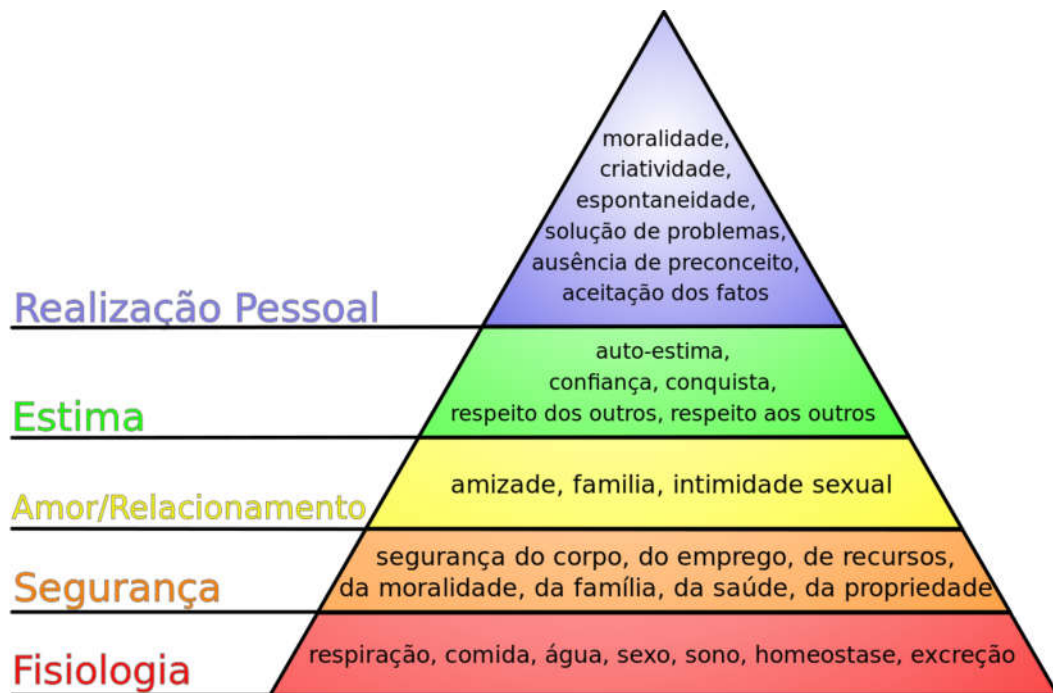 moralidade,
criatividade,
espontaneidade,
solução de problemas,
ausência de preconceito,
aceitação dos fatos
Realização Pessoal
auto-estima,
confiança, conquista,
respeito dos outros, respeito aos outros
Estima
amizade, familia, intimidade sexual
Amor/Relacionamento
segurança do corpo, do emprego, de recursos,
da moralidade, da família, da saúde, da propriedade
Segurança
respiração, comida, água, sexo, sono, homeostase, excreção
Fisiologia